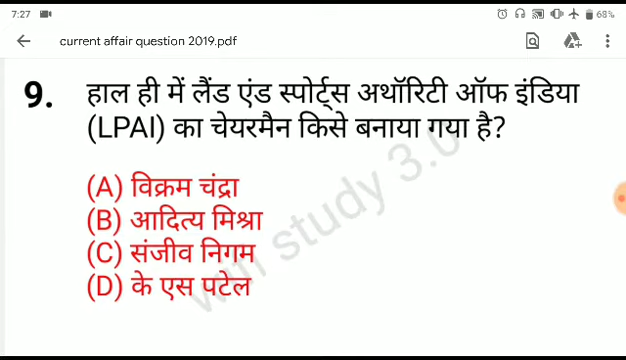 7:27
68%
current affair question 2019.pdf
9. हाल ही में लैंड एंड स्पोर्ट्स अथॉरिटी ऑफ इंडिया
(LPAI) का चेयरमैन किसे बनाया गया है?
(A) विक्रम चंद्रा
(B) आदित्य मिश्रा
(C) संजीव निगम
(D) के एस पटेल
win study 3.0